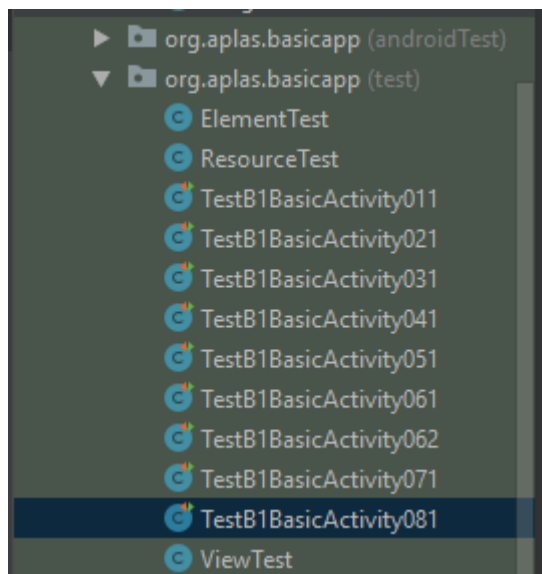 org.aplas.basicapp (androidTest)
org.aplas.basicapp (test)
ElementTest
ResourceTest
TestB1BasicActivity011
TestB1BasicActivity021
TestB1BasicActivity031
TestB1BasicActivity041
TestB1BasicActivity051
TestB1BasicActivity061
TestB1BasicActivity062
TestB1BasicActivity071
TestB1BasicActivity081
ViewTest